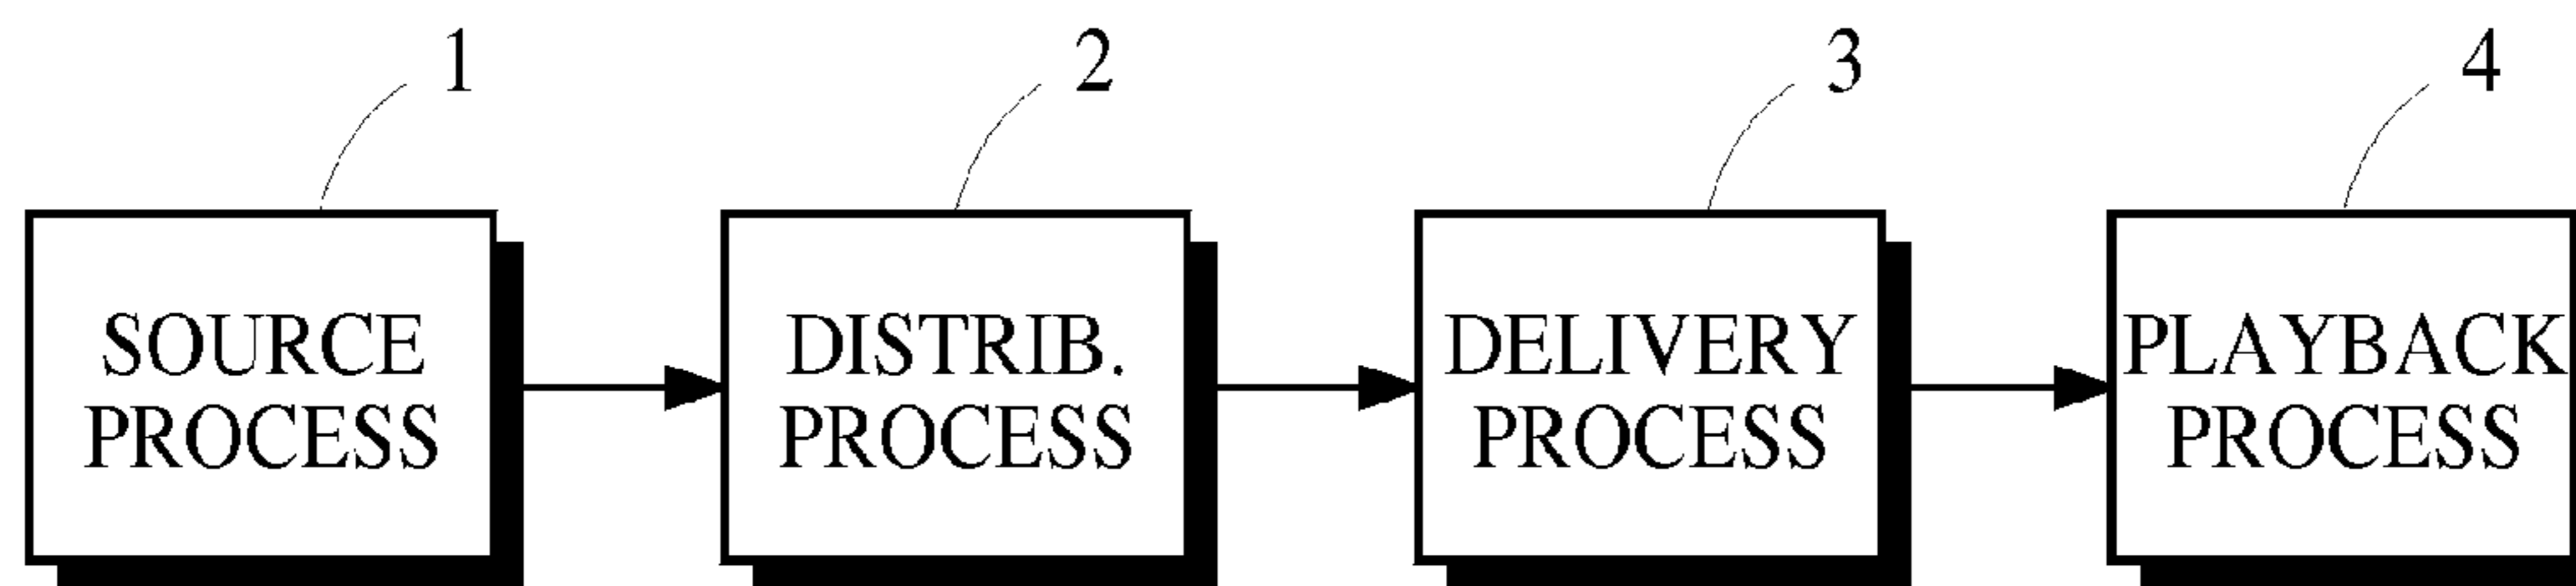 1
2
3
4
SOURCE
PROCESS
DISTRIB.
PROCESS
DELIVERY
PROCESS
PLAYBACK
PROCESS